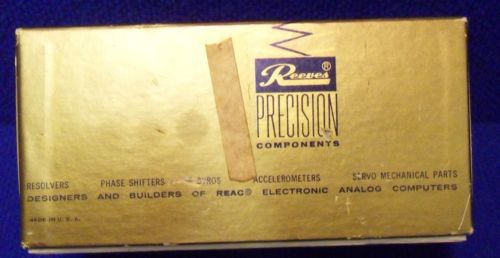 Reeves®
PRECISION
COMPONENTS
RESOLVERS PHASE SHIFTERS GYROS ACCELEROMETERS SERVO MECHANICAL PARTS
DESIGNERS AND BUILDERS OF REAC® ELECTRONIC ANALOG COMPUTERS
MADE IN U. S. A.